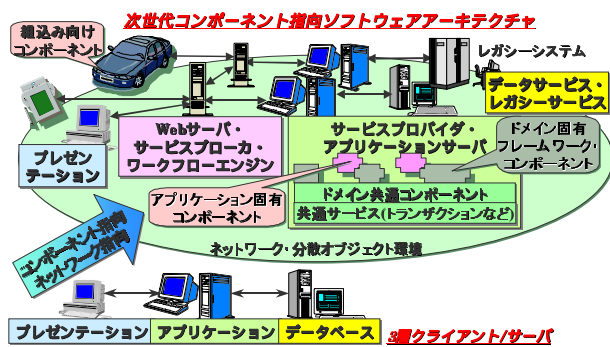 次世代コンポーネント指向ソフトウェアアーキテクチャ
組込み向け
コンポーネント
レガシーシステム
データサービス・
レガシーサービス
Webサーバ・
サービスブローカ・
ワークフローエンジン
サービスプロバイダ・
アプリケーションサーバ
ドメイン固有
フレームワーク・
コンポーネント
プレゼン
テーション
アプリケーション固有
コンポーネント
ドメイン共通コンポーネント
共通サービス(トランザクションなど)
コンポーネント指向
ネットワーク指向
ネットワーク・分散オブジェクト環境
プレゼンテーション
アプリケーション
データベース
3層クライアント/サーバ